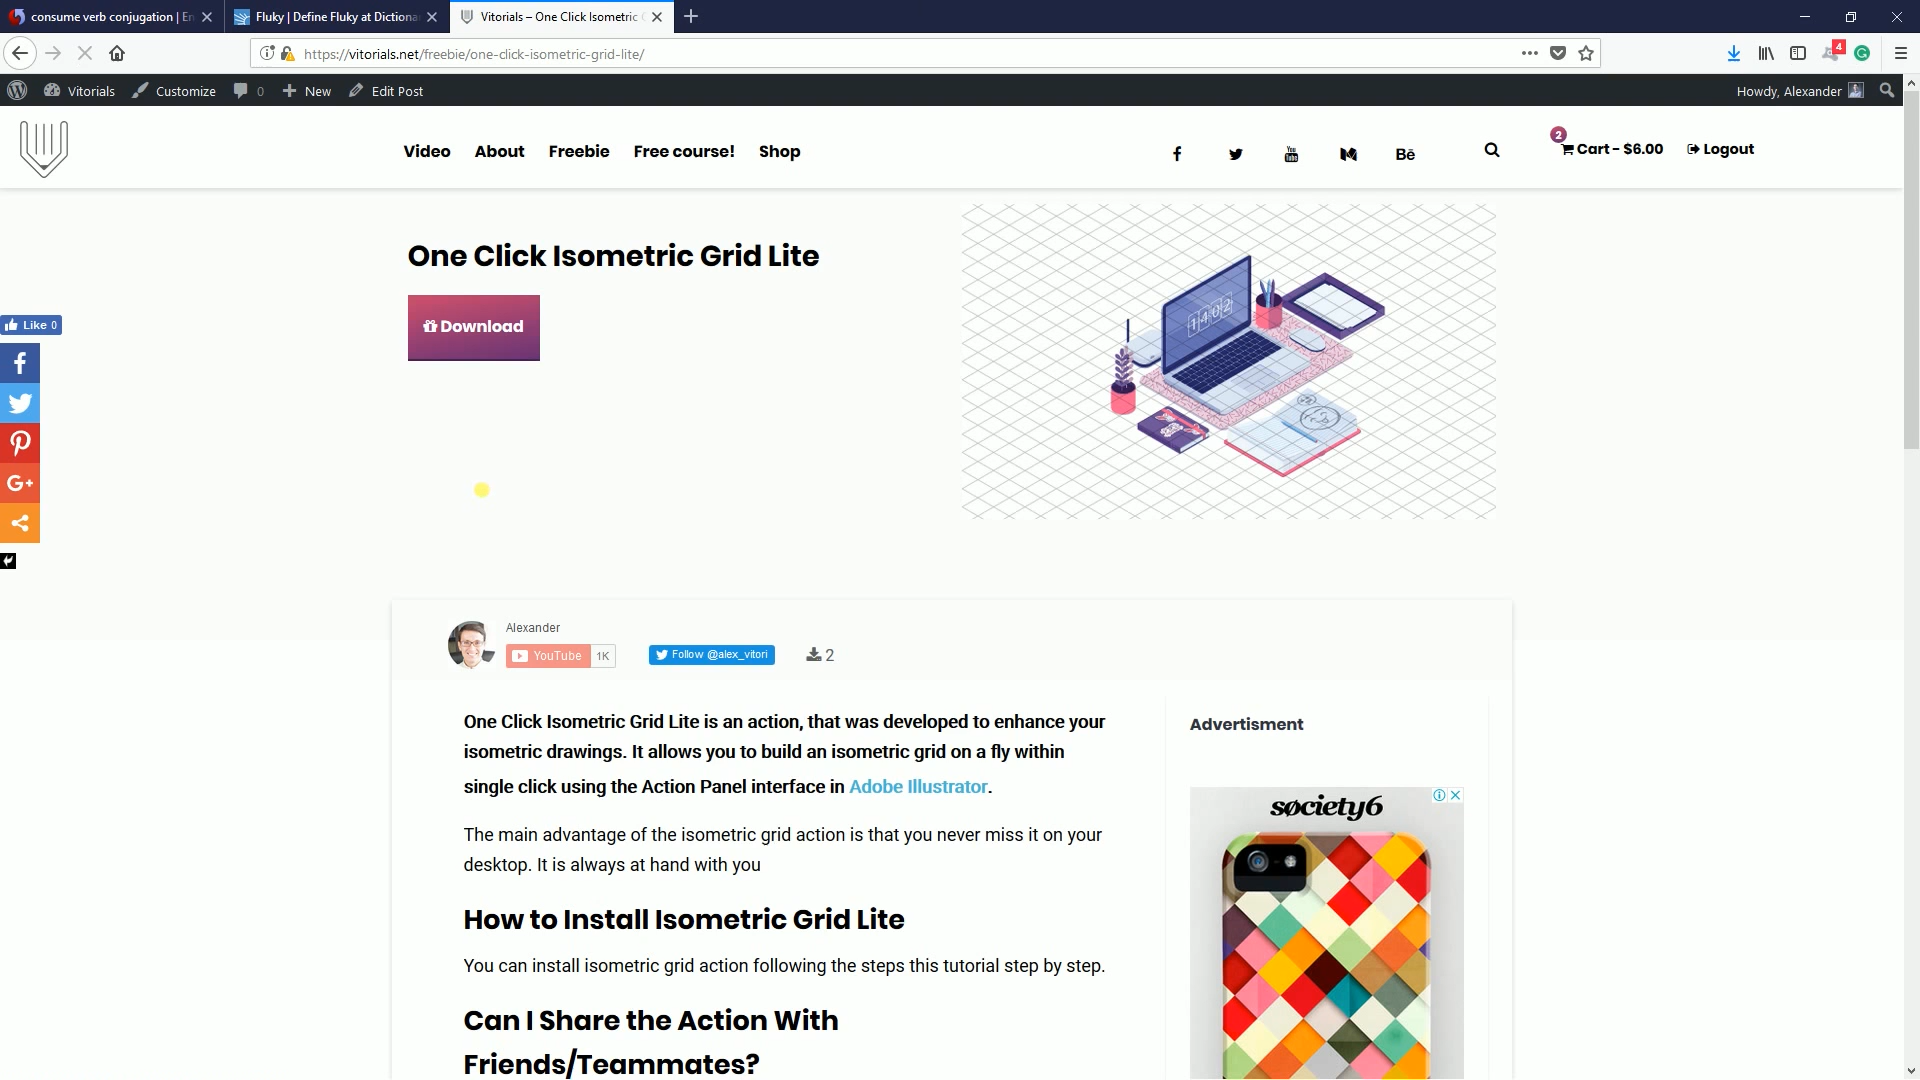 consume verb conjugation | En
Fluky | Define Fluky at Dictiona
Vitorials – One Click Isometric G
https://vitorials.net/freebie/one-click-isometric-grid-lite/
4
Vitorials
Customize
0
New
Edit Post
Howdy, Alexander
Video
About
Freebie
Free course!
Shop
You
Tube
Bē
2
Cart - $6.00
Logout
One Click Isometric Grid Lite
Download
1402
Like 0
G+
Alexander
YouTube
1K
Follow @alex_vitori
2
One Click Isometric Grid Lite is an action, that was developed to enhance your
isometric drawings. It allows you to build an isometric grid on a fly within
single click using the Action Panel interface in Adobe Illustrator.
The main advantage of the isometric grid action is that you never miss it on your
desktop. It is always at hand with you
How to Install Isometric Grid Lite
You can install isometric grid action following the steps this tutorial step by step.
Can I Share the Action With
Friends/Teammates?
Advertisment
society6